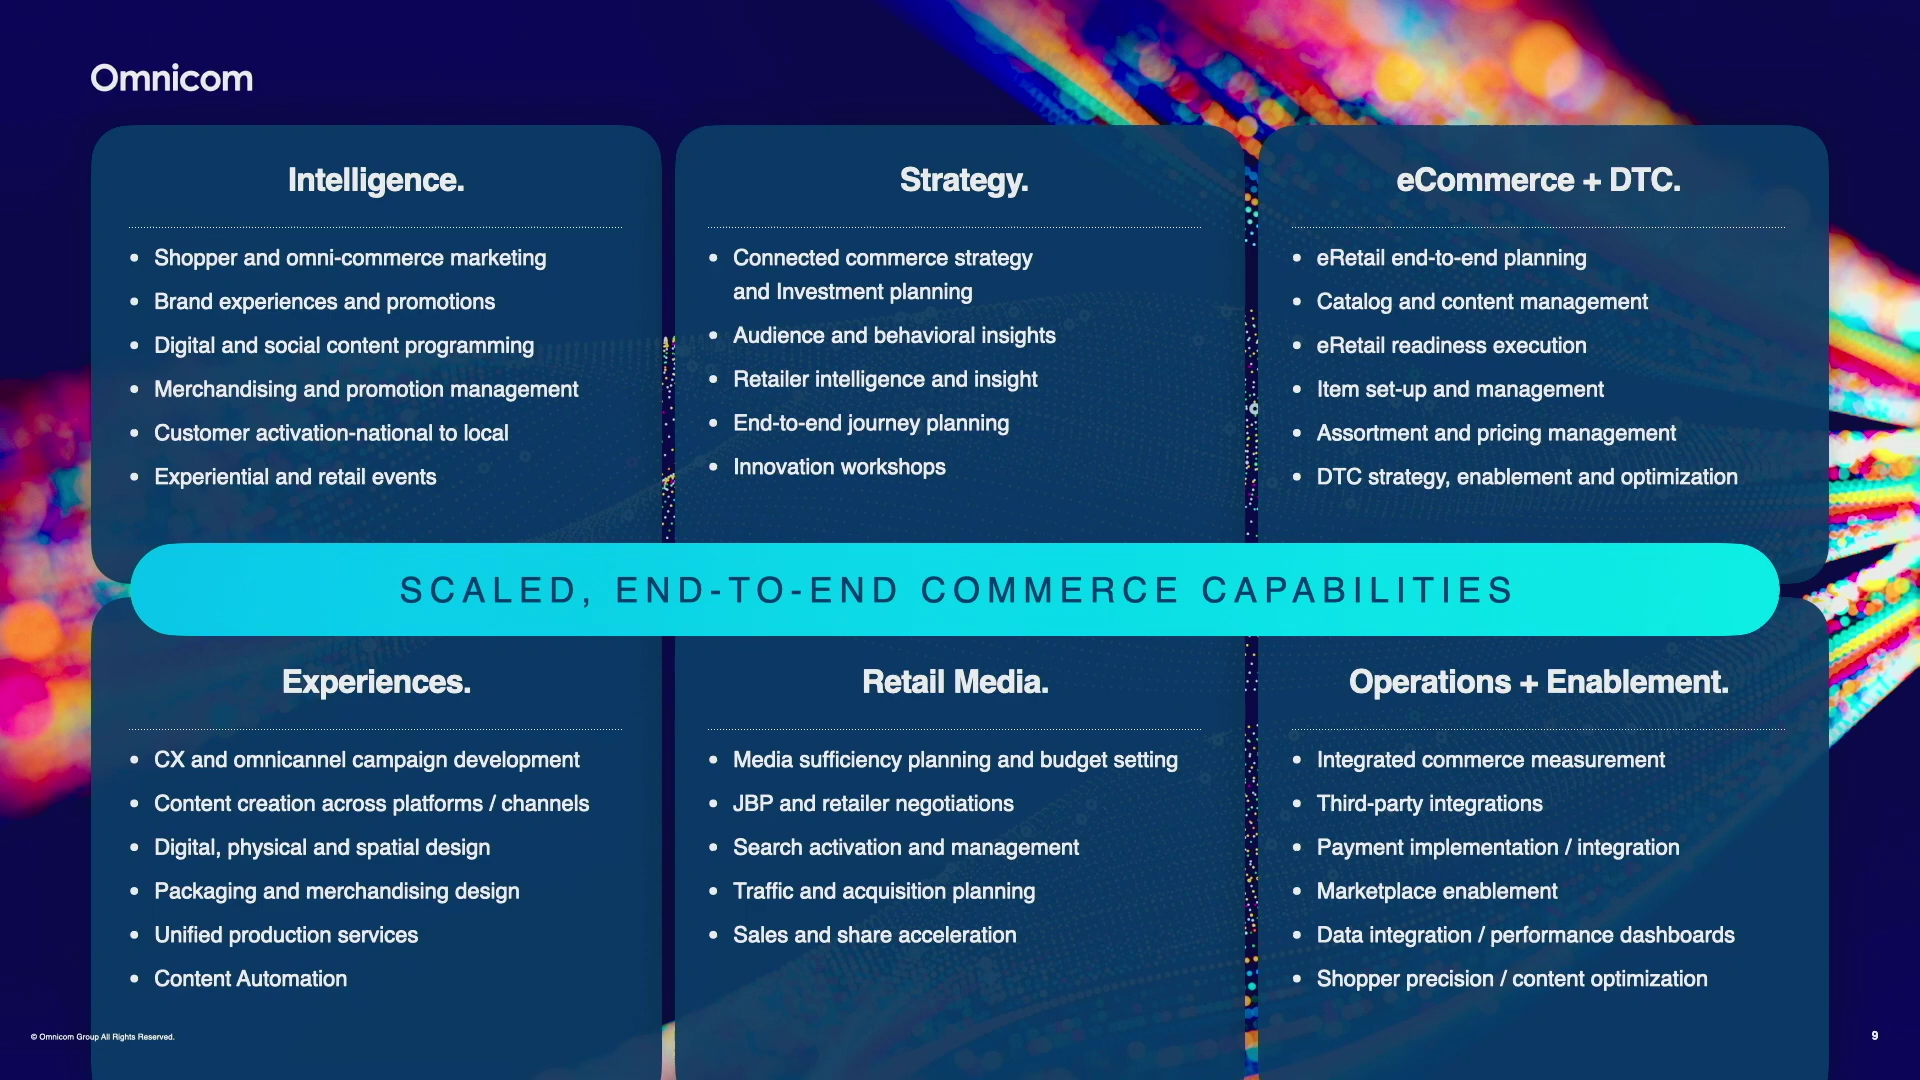 Omnicom
Intelligence.
• Shopper and omni-commerce marketing
• Brand experiences and promotions
• Digital and social content programming
• Merchandising and promotion management
• Customer activation-national to local
• Experiential and retail events
Strategy.
• Connected commerce strategy
and Investment planning
• Audience and behavioral insights
• Retailer intelligence and insight
• End-to-end journey planning
• Innovation workshops
eCommerce + DTC.
• eRetail end-to-end planning
• Catalog and content management
• eRetail readiness execution
• Item set-up and management
• Assortment and pricing management
• DTC strategy, enablement and optimization
SCALED, END-TO-END COMMERCE CAPABILITIES
Experiences.
• CX and omnicannel campaign development
• Content creation across platforms / channels
• Digital, physical and spatial design
• Packaging and merchandising design
• Unified production services
• Content Automation
Retail Media.
• Media sufficiency planning and budget setting
• JBP and retailer negotiations
• Search activation and management
• Traffic and acquisition planning
• Sales and share acceleration
Operations + Enablement.
• Integrated commerce measurement
• Third-party integrations
• Payment implementation / integration
• Marketplace enablement
• Data integration / performance dashboards
• Shopper precision / content optimization
© Omnicom Group All Rights Reserved.
9